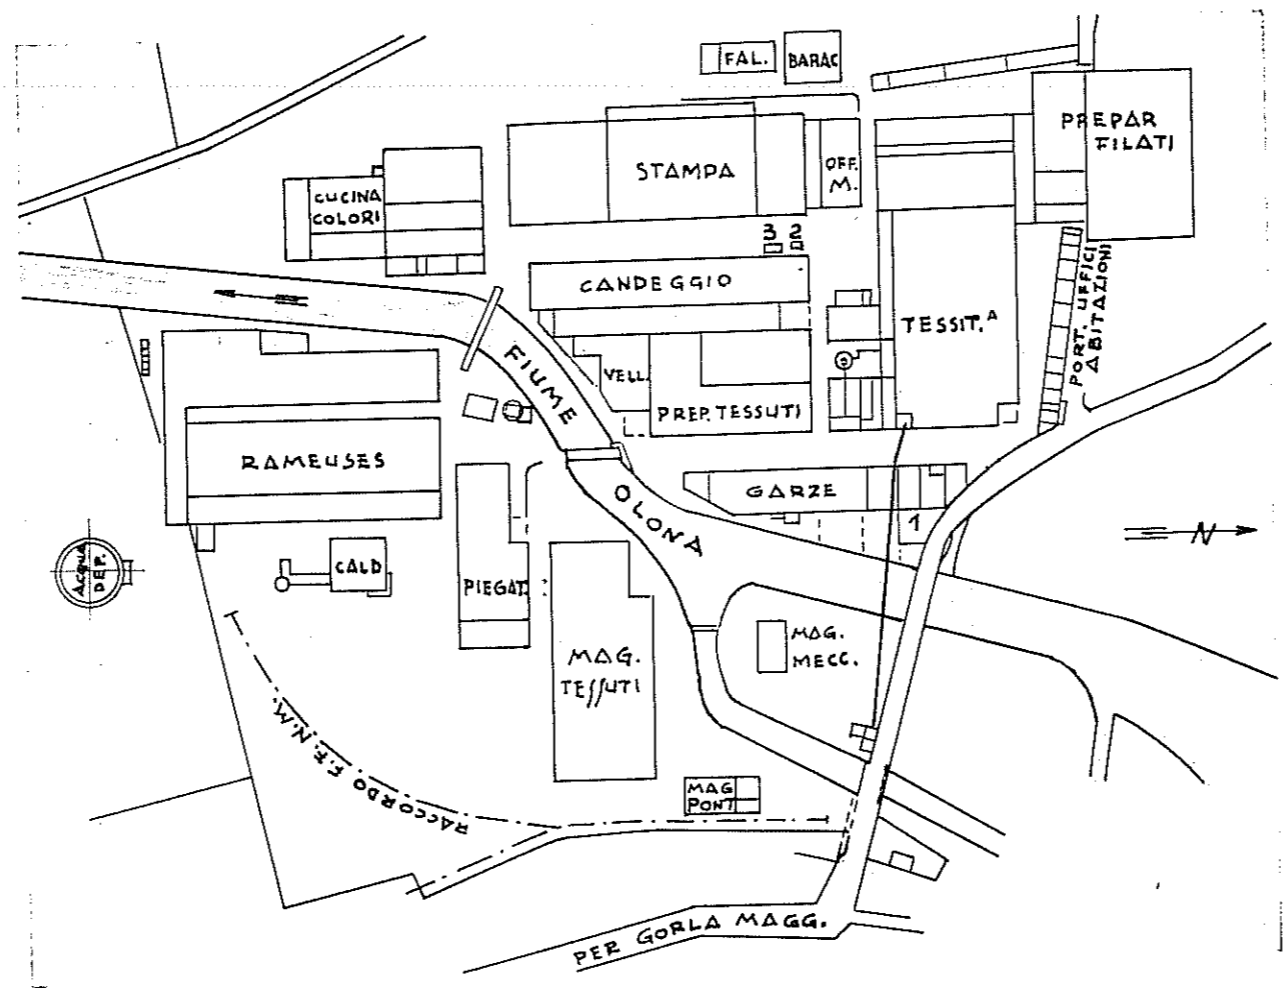 FAL.
BARAC
PREPAR
FILATI
STAMPA
OFF.
M.
CUCINA
COLORI
3 2
CANDEGGIO
TESSIT.A
PORT. UFFICI
ABITAZIONI
FIUME
VELL.
PREP. TESSUTI
RAMEUSES
GARZE
OLONA
1
N
ACQUA
DEP.
CALD
PIEGAT.
MAG.
TESSUTI
MAG.
MECC.
RACCORDO F.F.N.M.
MAG
PONT
PER GORLA MAGG.